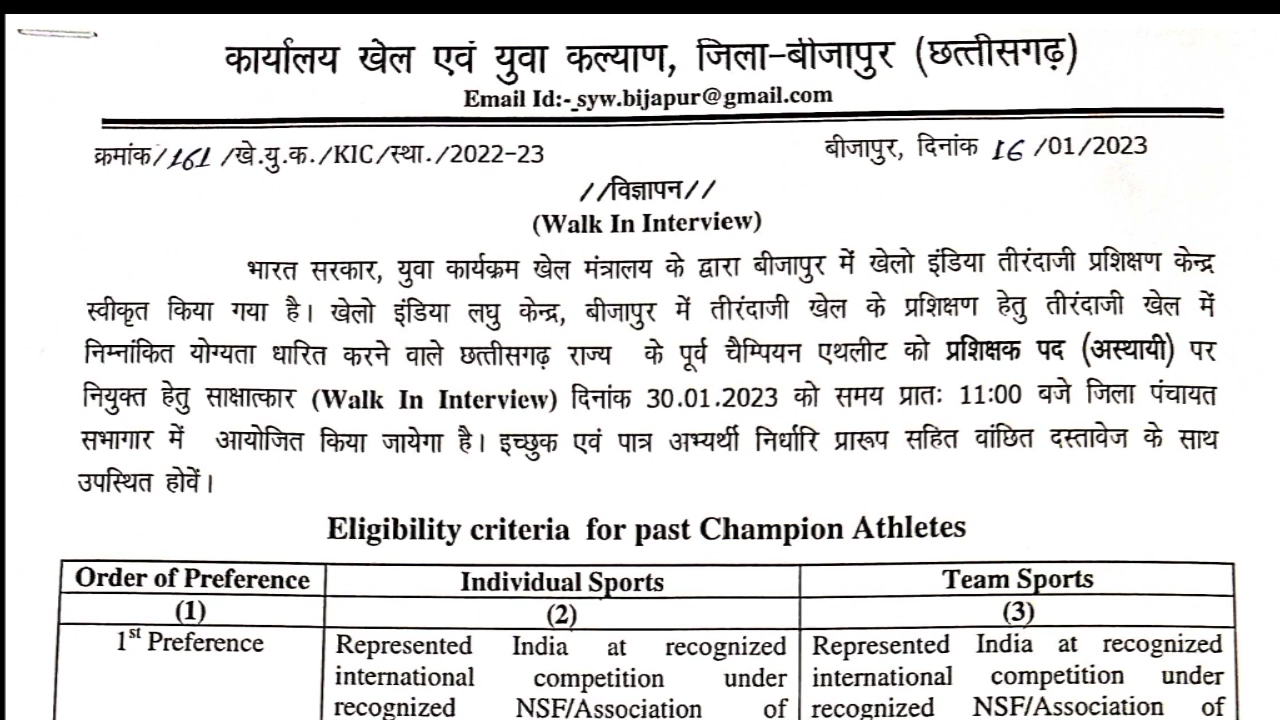 कार्यालय खेल एवं युवा कल्याण, जिला-बीजापुर (छत्तीसगढ़)
Email Id:-_syw.bijapur@gmail.com
क्रमांक/161/खे.यु.क./KIC/स्था./2022-23 बीजापुर, दिनांक 16/01/2023
//विज्ञापन//
(Walk In Interview)
भारत सरकार, युवा कार्यक्रम खेल मंत्रालय के द्वारा बीजापुर में खेलो इंडिया तीरंदाजी प्रशिक्षण केन्द्र
स्वीकृत किया गया है। खेलो इंडिया लघु केन्द्र, बीजापुर में तीरंदाजी खेल के प्रशिक्षण हेतु तीरंदाजी खेल में
निम्नांकित योग्यता धारित करने वाले छत्तीसगढ़ राज्य के पूर्व चैम्पियन एथलीट को प्रशिक्षक पद (अस्थायी) पर
नियुक्त हेतु साक्षात्कार (Walk In Interview) दिनांक 30.01.2023 को समय प्रातः 11:00 बजे जिला पंचायत
सभागार में आयोजित किया जायेगा है। इच्छुक एवं पात्र अभ्यर्थी निर्धारि प्रारूप सहित वांछित दस्तावेज के साथ
उपस्थित होवें।
Eligibility criteria for past Champion Athletes
Order of Preference Individual Sports Team Sports
(1) (2) (3)
1st Preference Represented India at recognized Represented India at recognized
international competition under international competition under
recognized NSF/Association of recognized NSF/Association of